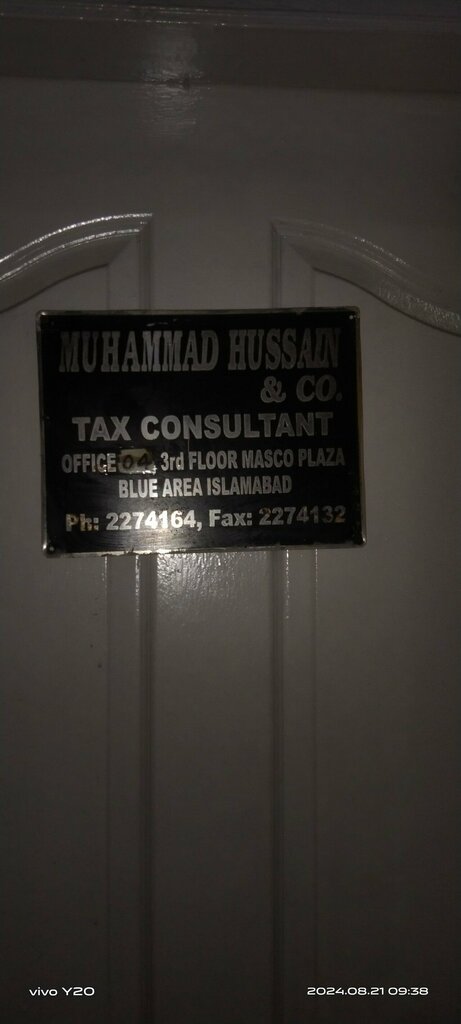 MUHAMMAD HUSSAIN
& CO.
TAX CONSULTANT
OFFICE 04, 3rd FLOOR MASCO PLAZA
BLUE AREA ISLAMABAD
Ph: 2274164, Fax: 2274132
vivo Y20
2024.08.21 09:38